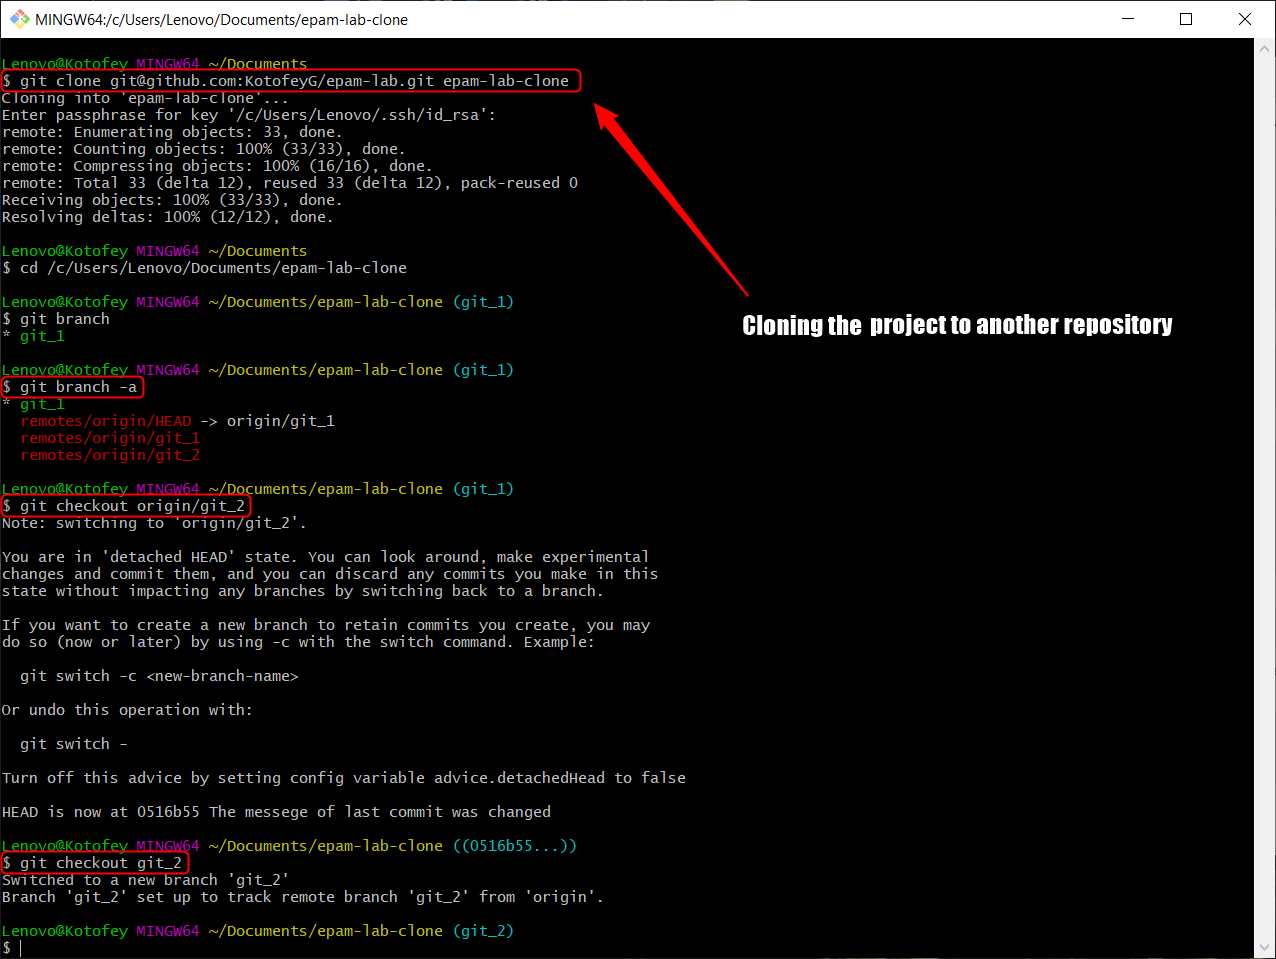 MINGW64:/c/Users/Lenovo/Documents/epam-lab-clone
Lenovo@Kotofey MINGW64 ~/Documents
$ git clone git@github.com:KotofeyG/epam-lab.git epam-lab-clone
Cloning into 'epam-lab-clone'...
Enter passphrase for key '/c/Users/Lenovo/.ssh/id_rsa':
remote: Enumerating objects: 33, done.
remote: Counting objects: 100% (33/33), done.
remote: Compressing objects: 100% (16/16), done.
remote: Total 33 (delta 12), reused 33 (delta 12), pack-reused 0
Receiving objects: 100% (33/33), done.
Resolving deltas: 100% (12/12), done.
Lenovo@Kotofey MINGW64 ~/Documents
$ cd /c/Users/Lenovo/Documents/epam-lab-clone
Lenovo@Kotofey MINGW64 ~/Documents/epam-lab-clone (git_1)
$ git branch
* git_1
Cloning the project to another repository
Lenovo@Kotofey MINGW64 ~/Documents/epam-lab-clone (git_1)
$ git branch -a
* git_1
remotes/origin/HEAD -> origin/git_1
remotes/origin/git_1
remotes/origin/git_2
Lenovo@Kotofey MINGW64 ~/Documents/epam-lab-clone (git_1)
$ git checkout origin/git_2
Note: switching to 'origin/git_2'.
You are in 'detached HEAD' state. You can look around, make experimental
changes and commit them, and you can discard any commits you make in this
state without impacting any branches by switching back to a branch.
If you want to create a new branch to retain commits you create, you may
do so (now or later) by using -c with the switch command. Example:
git switch -c <new-branch-name>
Or undo this operation with:
git switch -
Turn off this advice by setting config variable advice.detachedHead to false
HEAD is now at 0516b55 The messege of last commit was changed
Lenovo@Kotofey MINGW64 ~/Documents/epam-lab-clone ((0516b55...))
$ git checkout git_2
Switched to a new branch 'git_2'
Branch 'git_2' set up to track remote branch 'git_2' from 'origin'.
Lenovo@Kotofey MINGW64 ~/Documents/epam-lab-clone (git_2)
$